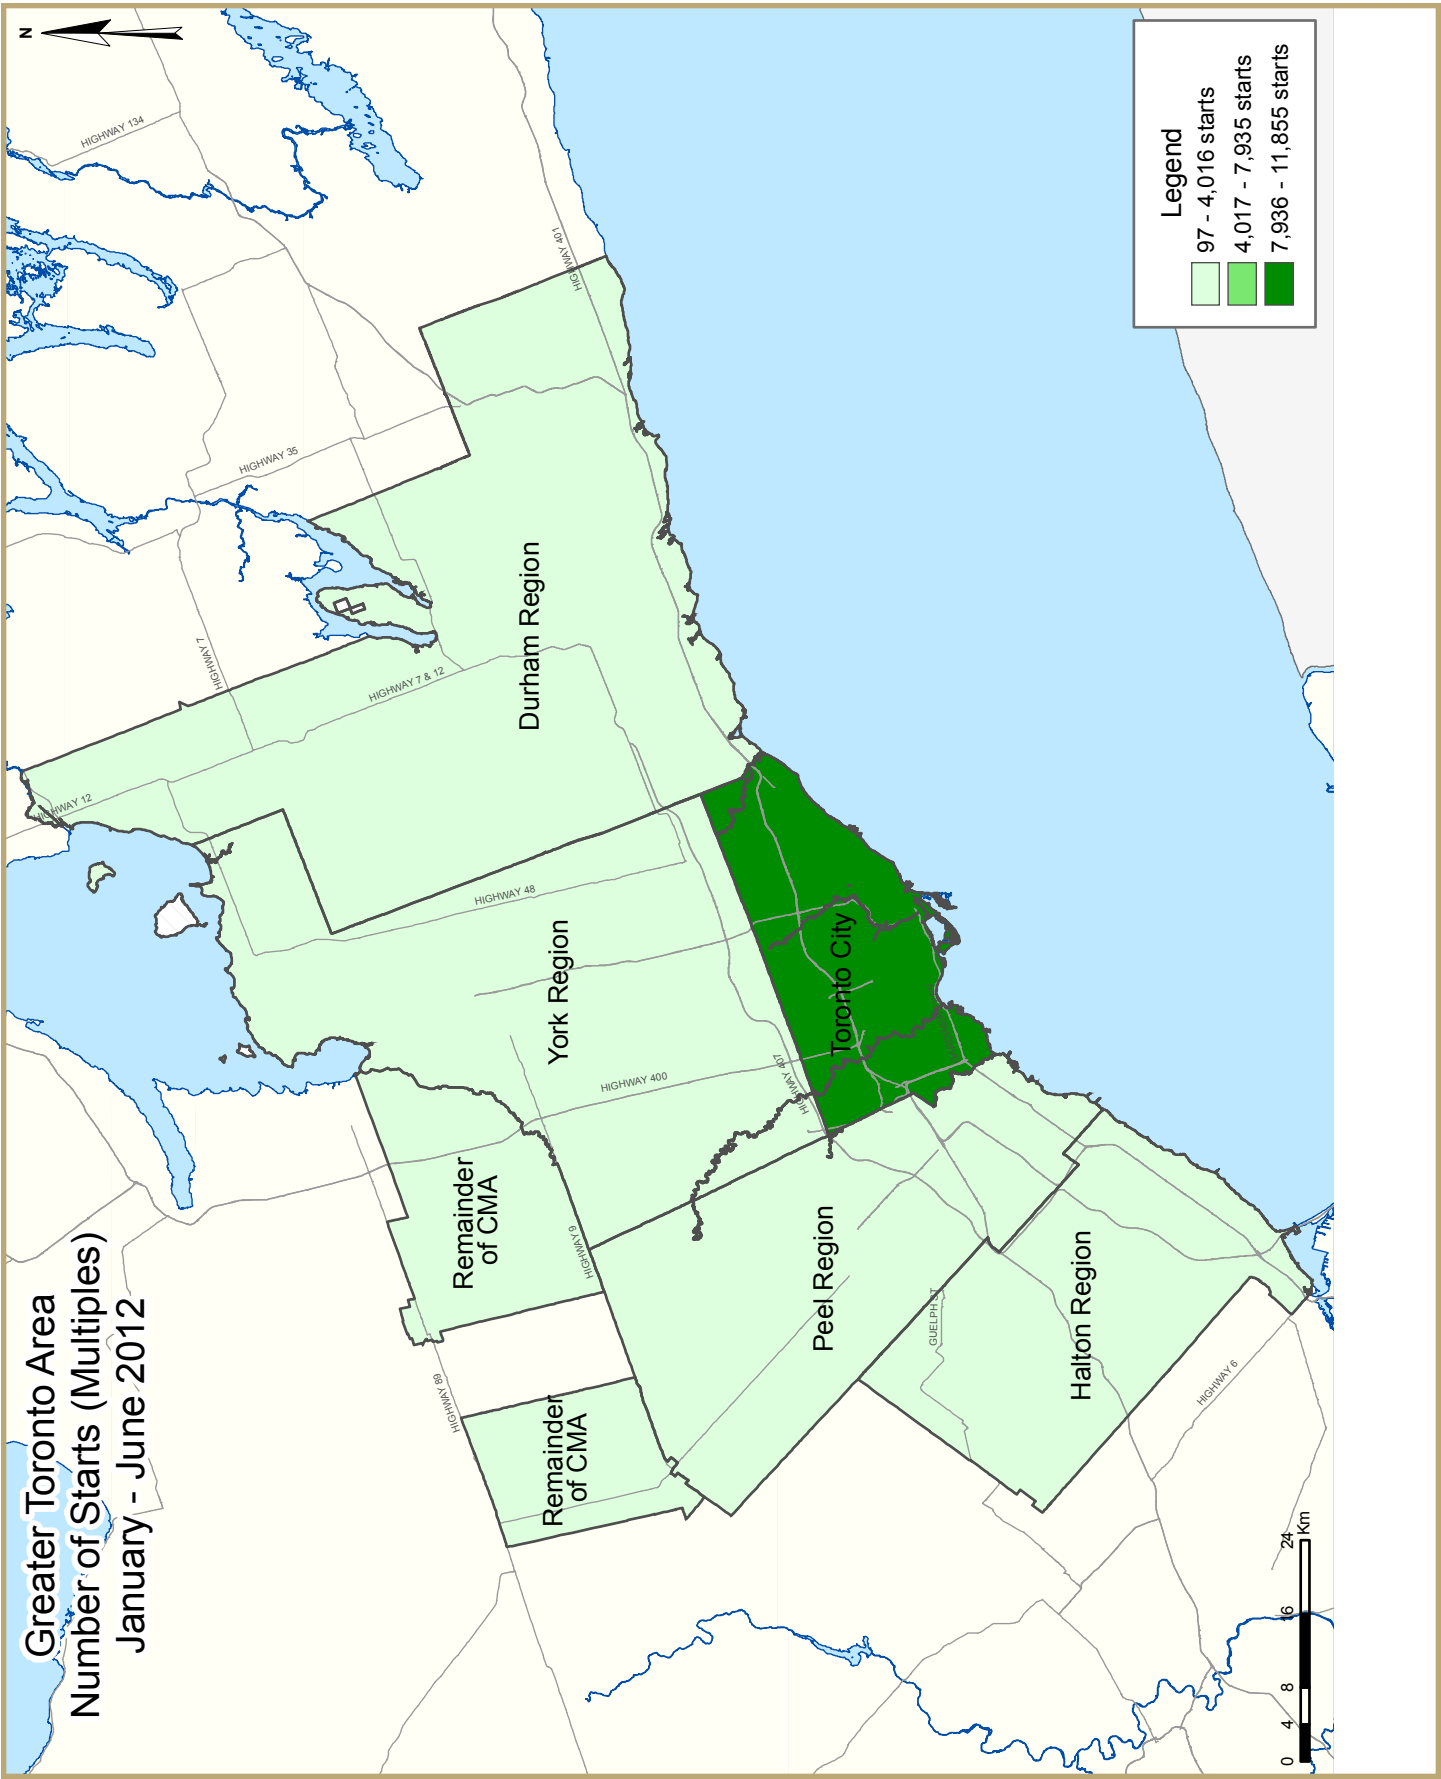 Greater Toronto Area
Number of Starts (Multiples)
January - June 2012
N
HIGHWAY 134
HIGHWAY 401
HIGHWAY 35
HIGHWAY 7
HIGHWAY 7 & 12
HIGHWAY 12
Durham Region
HIGHWAY 48
York Region
HIGHWAY 400
HIGHWAY 407
Toronto City
Remainder
of CMA
HIGHWAY 9
HIGHWAY 89
Remainder
of CMA
Peel Region
GUELPH ST
Halton Region
HIGHWAY 6
Legend
97 - 4,016 starts
4,017 - 7,935 starts
7,936 - 11,855 starts
0 4 8 16 24
Km